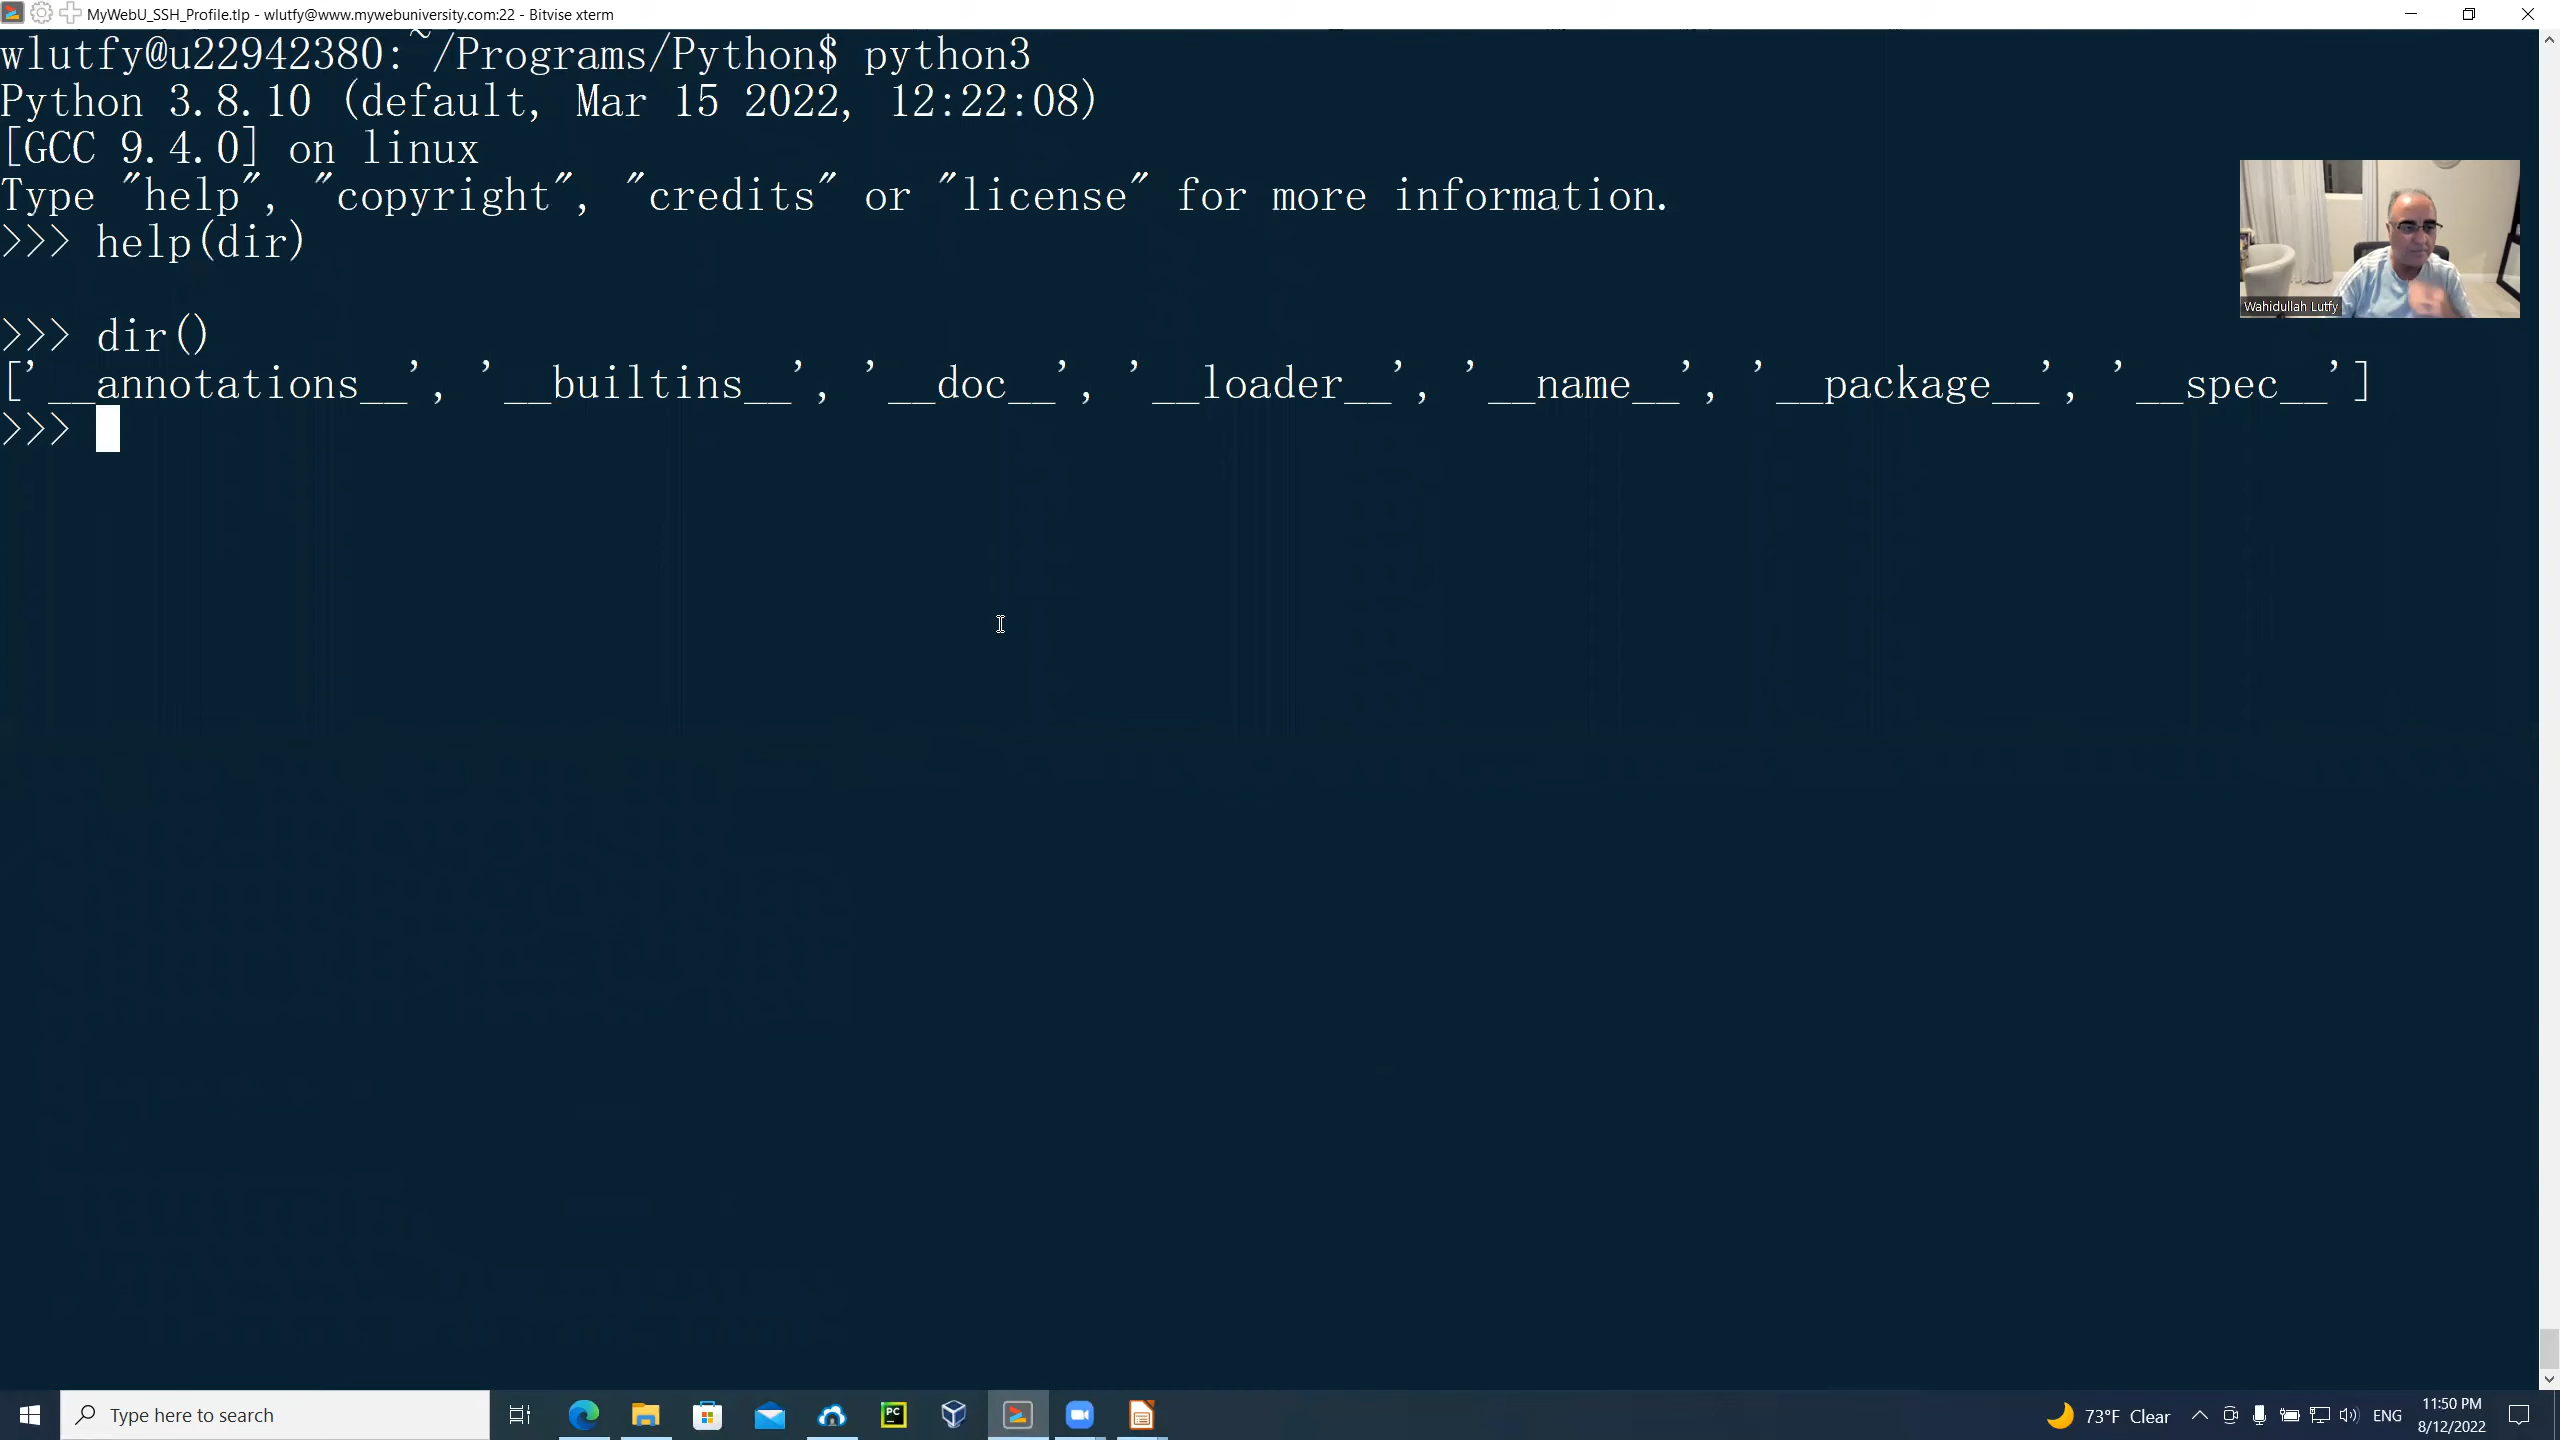 MyWebU_SSH_Profile.tlp - wlutfy@www.mywebuniversity.com:22 - Bitvise xterm
wlutfy@u22942380:~/Programs/Python$ python3
Python 3.8.10 (default, Mar 15 2022, 12:22:08)
[GCC 9.4.0] on linux
Type "help", "copyright", "credits" or "license" for more information.
>>> help(dir)
>>> dir()
['__annotations__', '__builtins__', '__doc__', '__loader__', '__name__', '__package__', '__spec__']
>>>
Wahidullah Lutfy
Type here to search
PC
73°F Clear
ENG
11:50 PM
8/12/2022